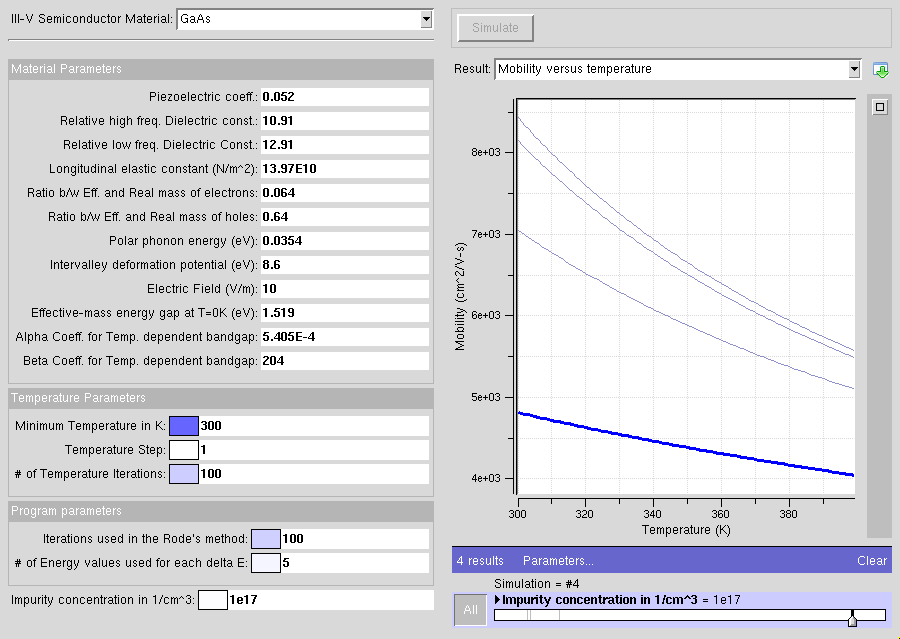 III-V Semiconductor Material: GaAs
Material Parameters
Piezoelectric coeff.: 0.052
Relative high freq. Dielectric const.: 10.91
Relative low freq. Dielectric Const.: 12.91
Longitudinal elastic constant (N/m^2): 13.97E10
Ratio b/w Eff. and Real mass of electrons: 0.064
Ratio b/w Eff. and Real mass of holes: 0.64
Polar phonon energy (eV): 0.0354
Intervalley deformation potential (eV): 8.6
Electric Field (V/m): 10
Effective-mass energy gap at T=0K (eV): 1.519
Alpha Coeff. for Temp. dependent bandgap: 5.405E-4
Beta Coeff. for Temp. dependent bandgap: 204
Temperature Parameters
Minimum Temperature in K: 300
Temperature Step: 1
# of Temperature Iterations: 100
Program parameters
Iterations used in the Rode's method: 100
# of Energy values used for each delta E: 5
Impurity concentration in 1/cm^3: 1e17
Simulate
Result: Mobility versus temperature
Mobility (cm^2/V-s)
8e+03
7e+03
6e+03
5e+03
4e+03
300 320 340 360 380
Temperature (K)
4 results Parameters... Clear
Simulation = #4
All
Impurity concentration in 1/cm^3 = 1e17